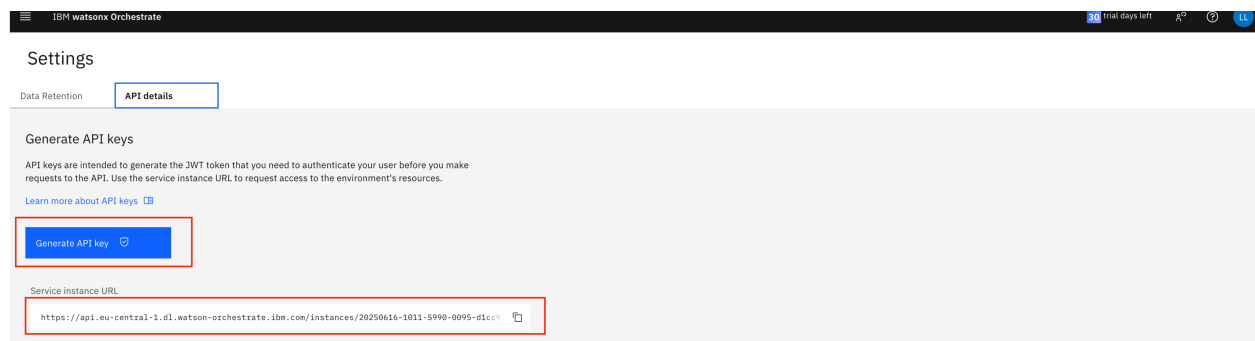 IBM watsonx Orchestrate
30 trial days left
LL
Settings
Data Retention
API details
Generate API keys
API keys are intended to generate the JWT token that you need to authenticate your user before you make
requests to the API. Use the service instance URL to request access to the environment's resources.
Learn more about API keys
Generate API key
Service instance URL
https://api.eu-central-1.dl.watson-orchestrate.ibm.com/instances/20250616-1011-5990-0095-d1cc9